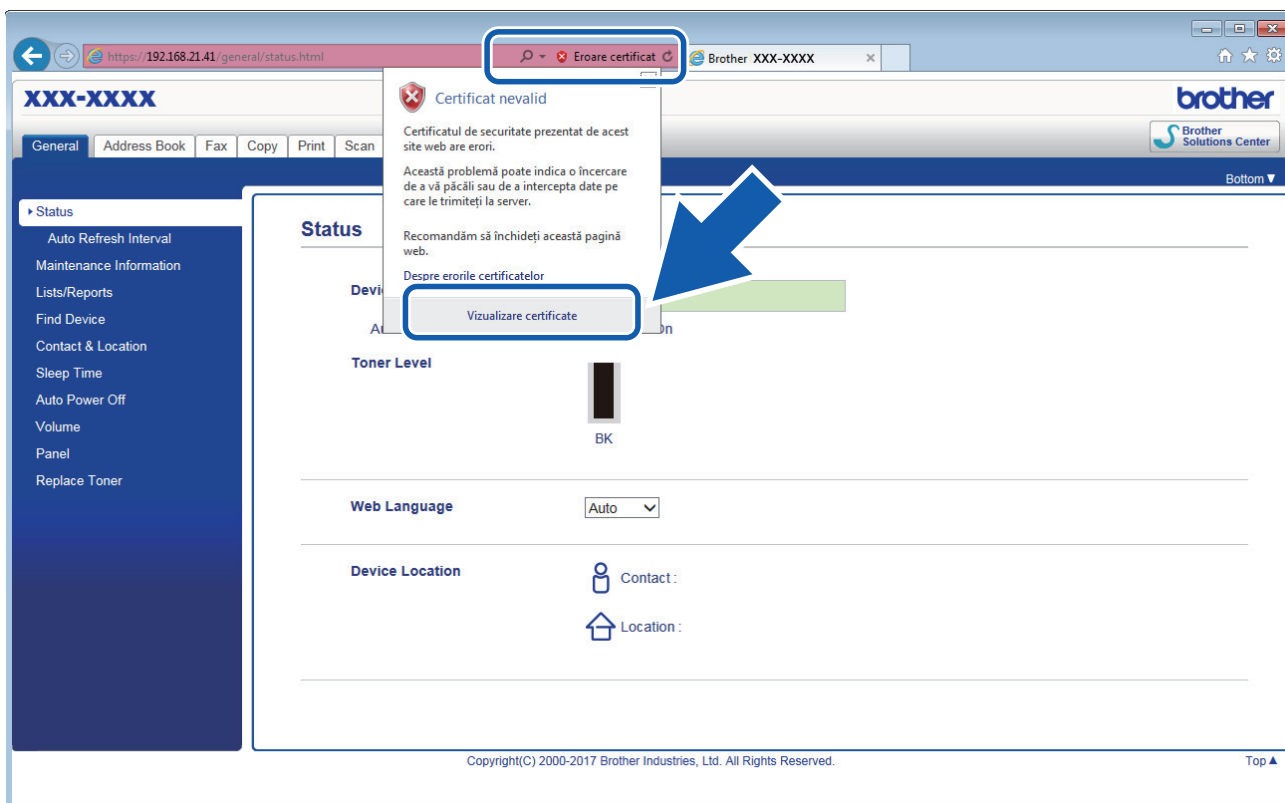 https://192.168.21.41/general/status.html
Eroare certificat
Brother XXX-XXXX
XXX-XXXX
brother
General
Address Book
Fax
Copy
Print
Scan
Brother
Solutions Center
Bottom▼
Certificat nevalid
Certificatul de securitate prezentat de acest
site web are erori.
Această problemă poate indica o încercare
de a vă păcăli sau de a intercepta date pe
care le trimiteți la server.
Recomandăm să închideți această pagină
web.
Despre erorile certificatelor
Vizualizare certificate
Status
Auto Refresh Interval
Maintenance Information
Lists/Reports
Find Device
Contact & Location
Sleep Time
Auto Power Off
Volume
Panel
Replace Toner
Status
Toner Level
BK
Web Language
Auto
Device Location
Contact :
Location :
Copyright(C) 2000-2017 Brother Industries, Ltd. All Rights Reserved.
Top▲